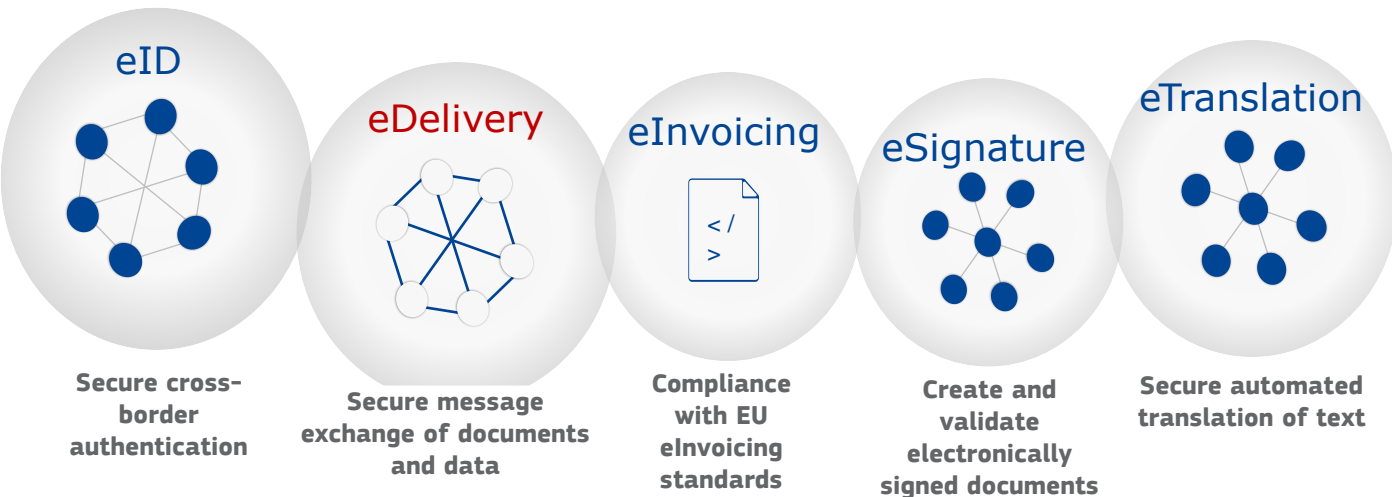 eID
Secure cross-
border
authentication
eDelivery
Secure message
exchange of documents
and data
eInvoicing
< /
>
Compliance
with EU
eInvoicing
standards
eSignature
Create and
validate
electronically
signed documents
eTranslation
Secure automated
translation of text